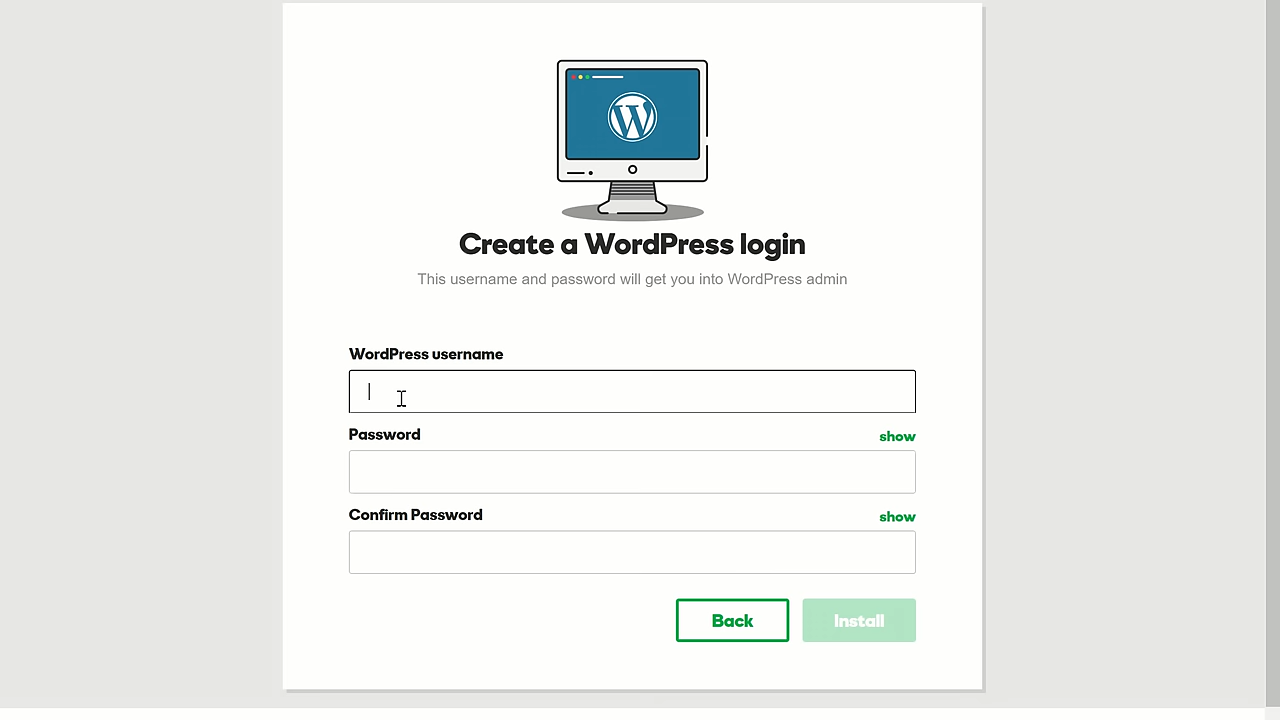 Create a WordPress login
This username and password will get you into WordPress admin
WordPress username
Password show
Confirm Password show
Back Install